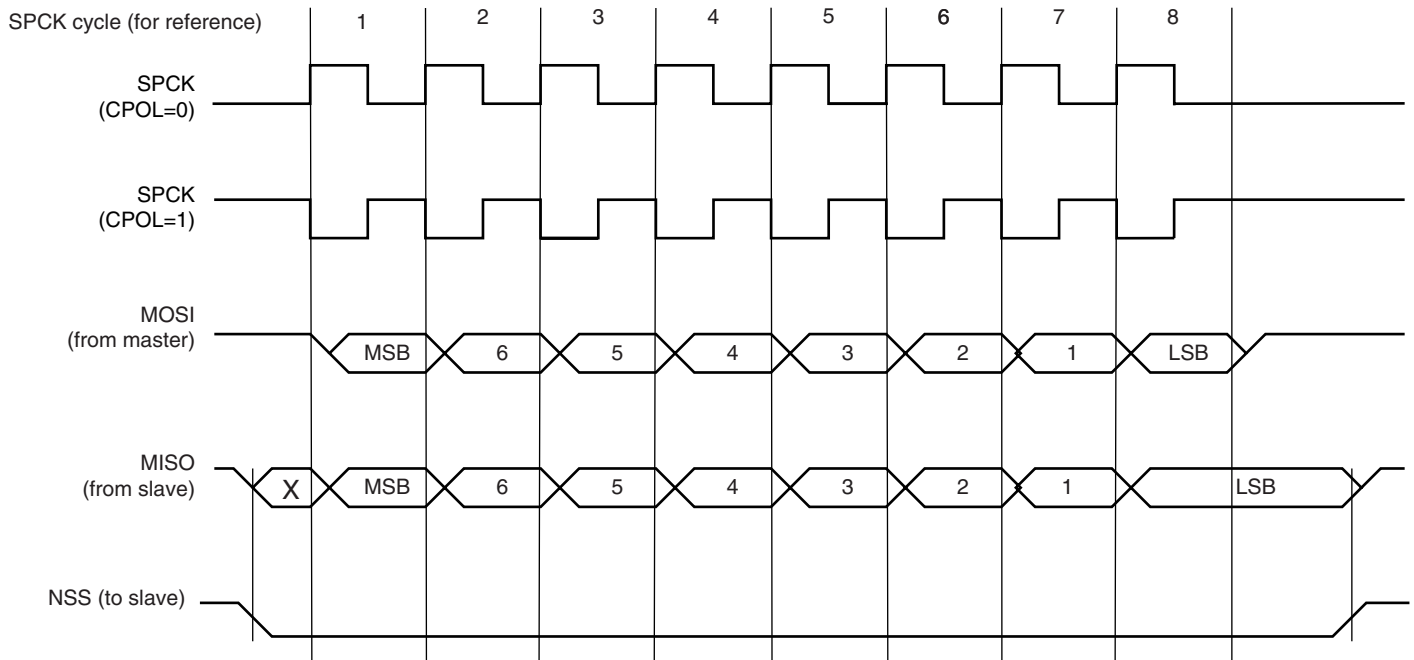 SPCK cycle (for reference) 1 2 3 4 5 6 7 8
SPCK
(CPOL=0)
SPCK
(CPOL=1)
MOSI
(from master)
MSB 6 5 4 3 2 1 LSB
MISO
(from slave)
X MSB 6 5 4 3 2 1 LSB
NSS (to slave)